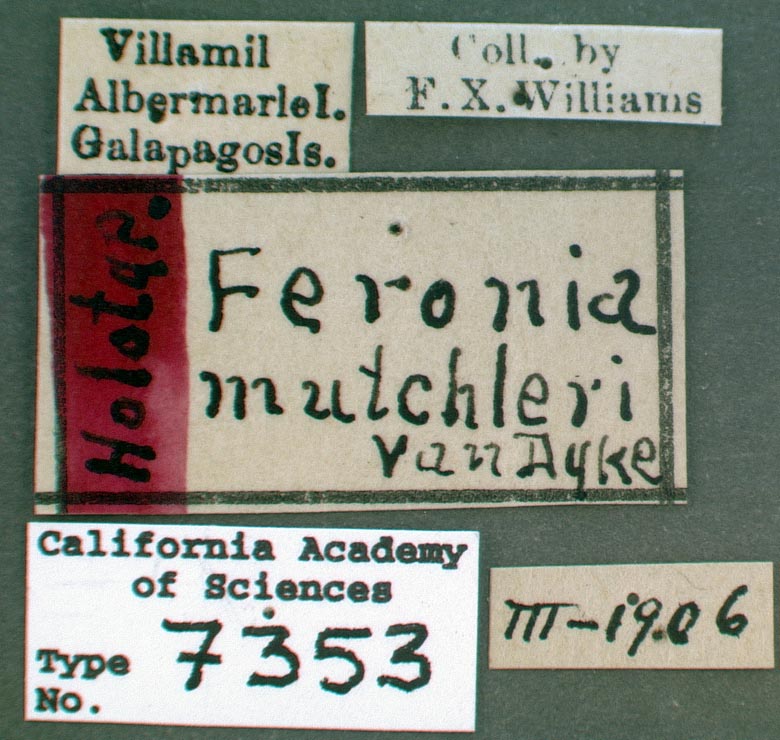 Villamil
AlbermarleI.
GalapagosIs.
Coll. by
F.X.Williams
Holotyp.
Feronia
mutchleri
Van Dyke
California Academy
of Sciences
Type
No.
7353
III-1906